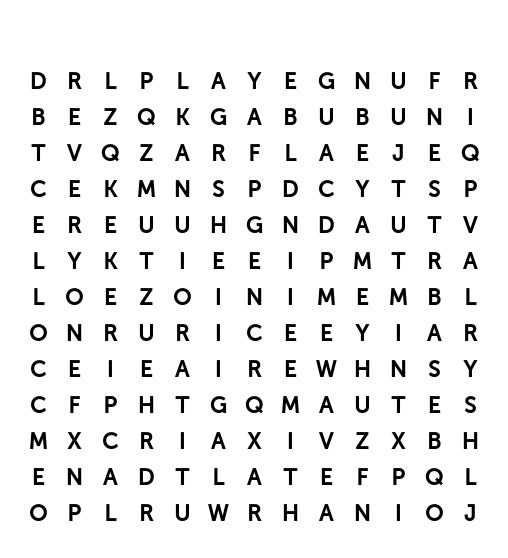 D R L P L A Y E G N U F R
B E Z Q K G A B U B U N I
T V Q Z A R F L A E J E Q
C E K M N S P D C Y T S P
E R E U U H G N D A U T V
L Y K T I E E I P M T R A
L O E Z O I N I M E M B L
O N R U R I C E E Y I A R
C E I E A I R E W H N S Y
C F P H T G Q M A U T E S
M X C R I A X I V Z X B H
E N A D T L A T E F P Q L
O P L R U W R H A N I O J